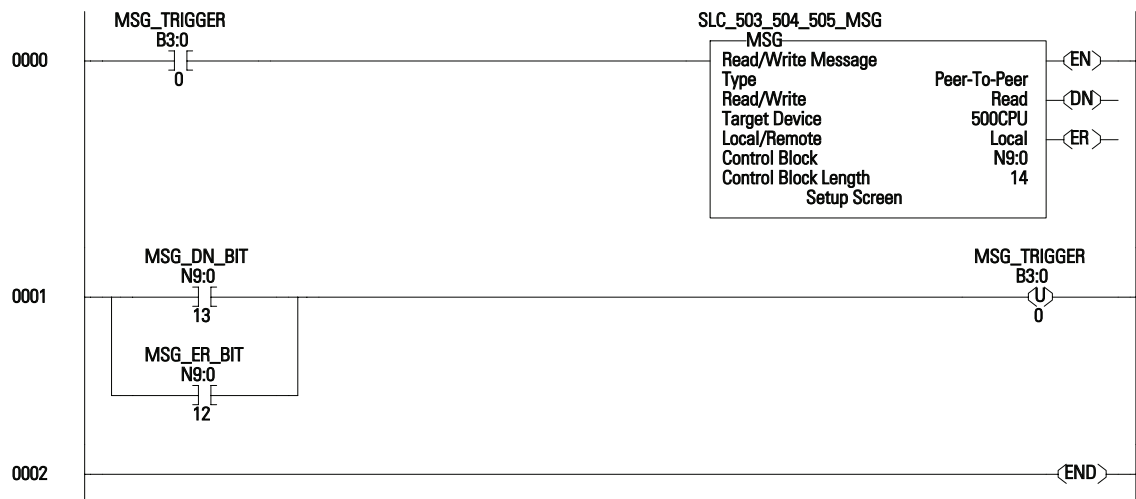 MSG_TRIGGER
B3:0
0000
0
SLC_503_504_505_MSG
MSG
Read/Write Message
Type Peer-To-Peer
Read/Write Read
Target Device 500CPU
Local/Remote Local
Control Block N9:0
Control Block Length 14
Setup Screen
EN
DN
ER
MSG_DN_BIT
N9:0
0001
13
MSG_ER_BIT
N9:0
12
MSG_TRIGGER
B3:0
U
0
0002
END